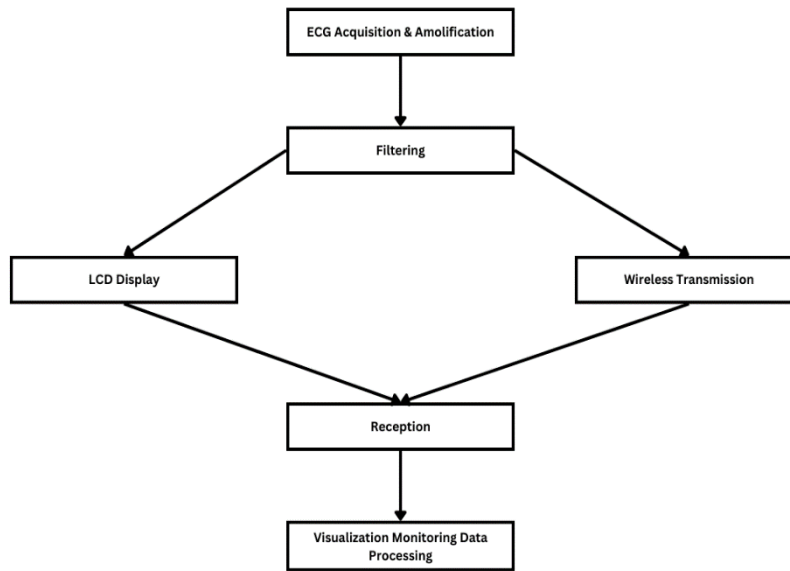 ECG Acquisition & Amolification
Filtering
LCD Display
Wireless Transmission
Reception
Visualization Monitoring Data
Processing